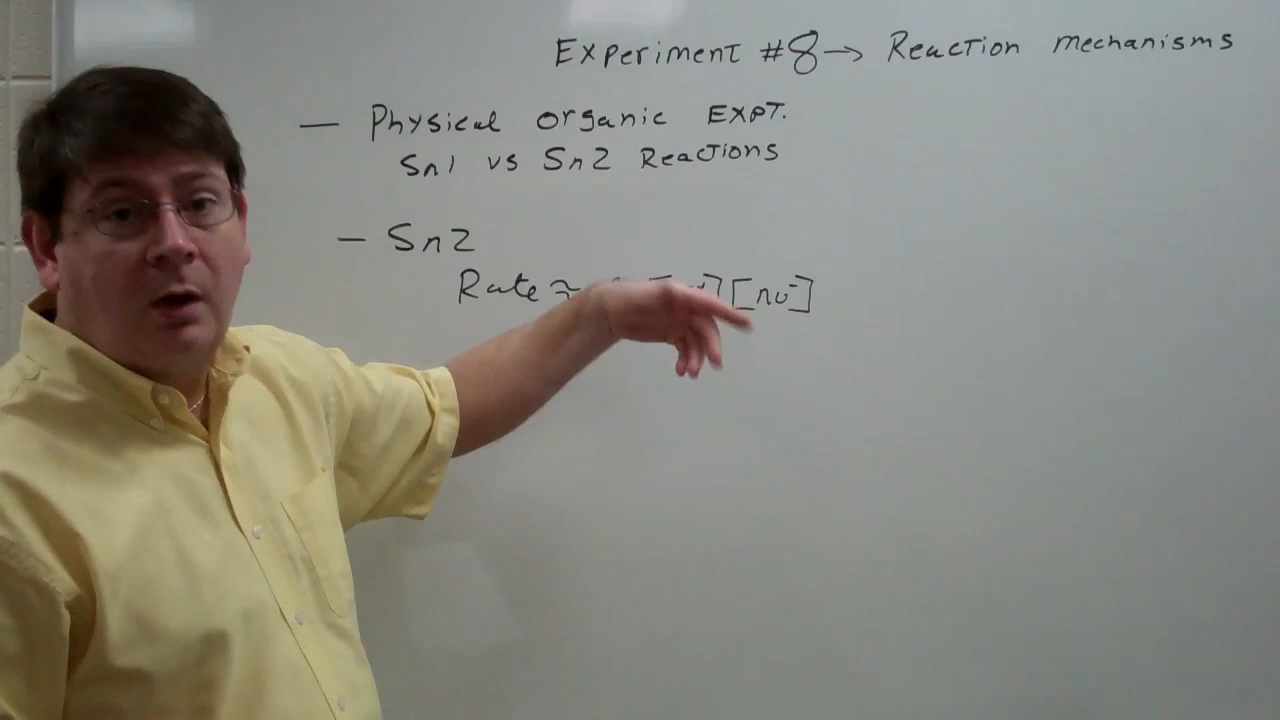 Experiment #8→ Reaction mechanisms
— Physical organic EXPT.
Sn1 vs Sn2 Reactions
— Sn2
Rate ≈ [nu⁻]